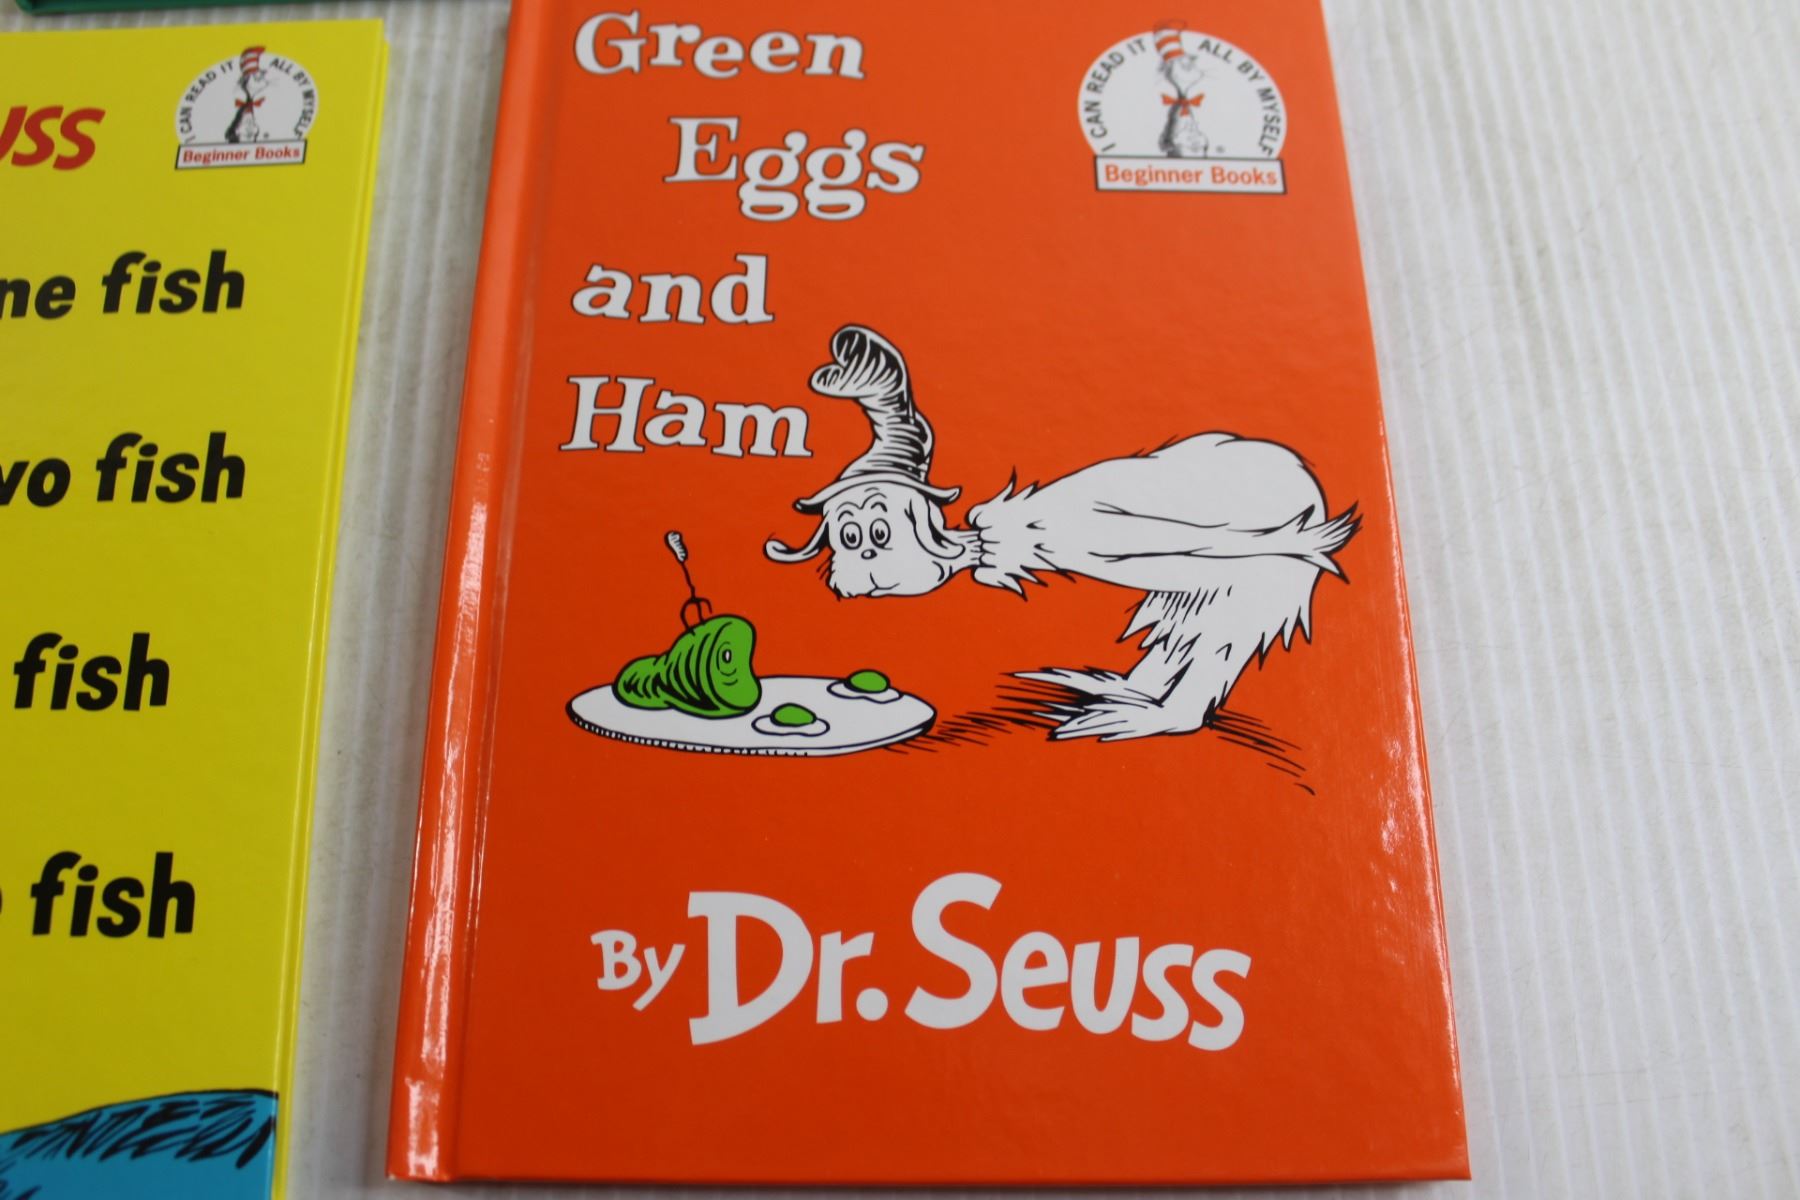 USS
I CAN READ IT ALL BY MYSELF
Beginner Books
ne fish
wo fish
fish
fish
Green
Eggs
and
Ham
I CAN READ IT ALL BY MYSELF
Beginner Books
By Dr. Seuss